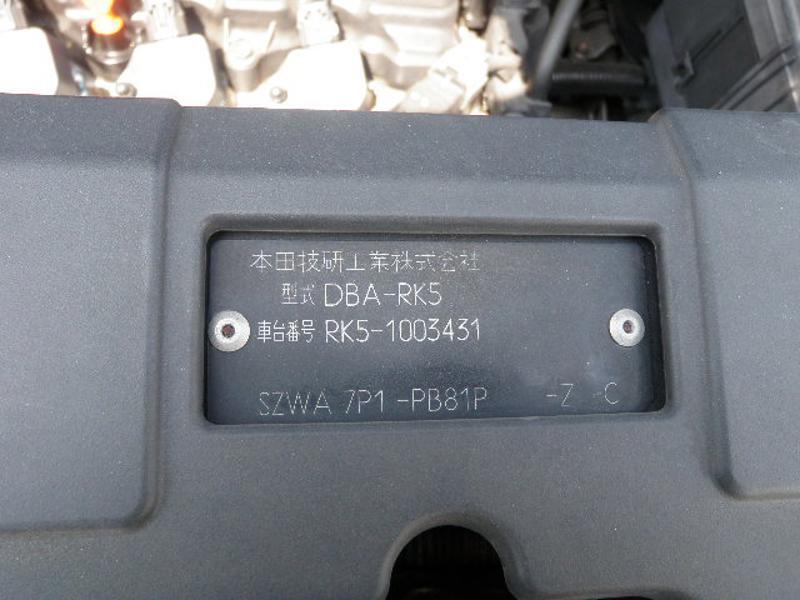 本田技研工業株式会社
型式 DBA-RK5
車台番号 RK5-1003431
SZWA 7P1 -PB81P -Z -C